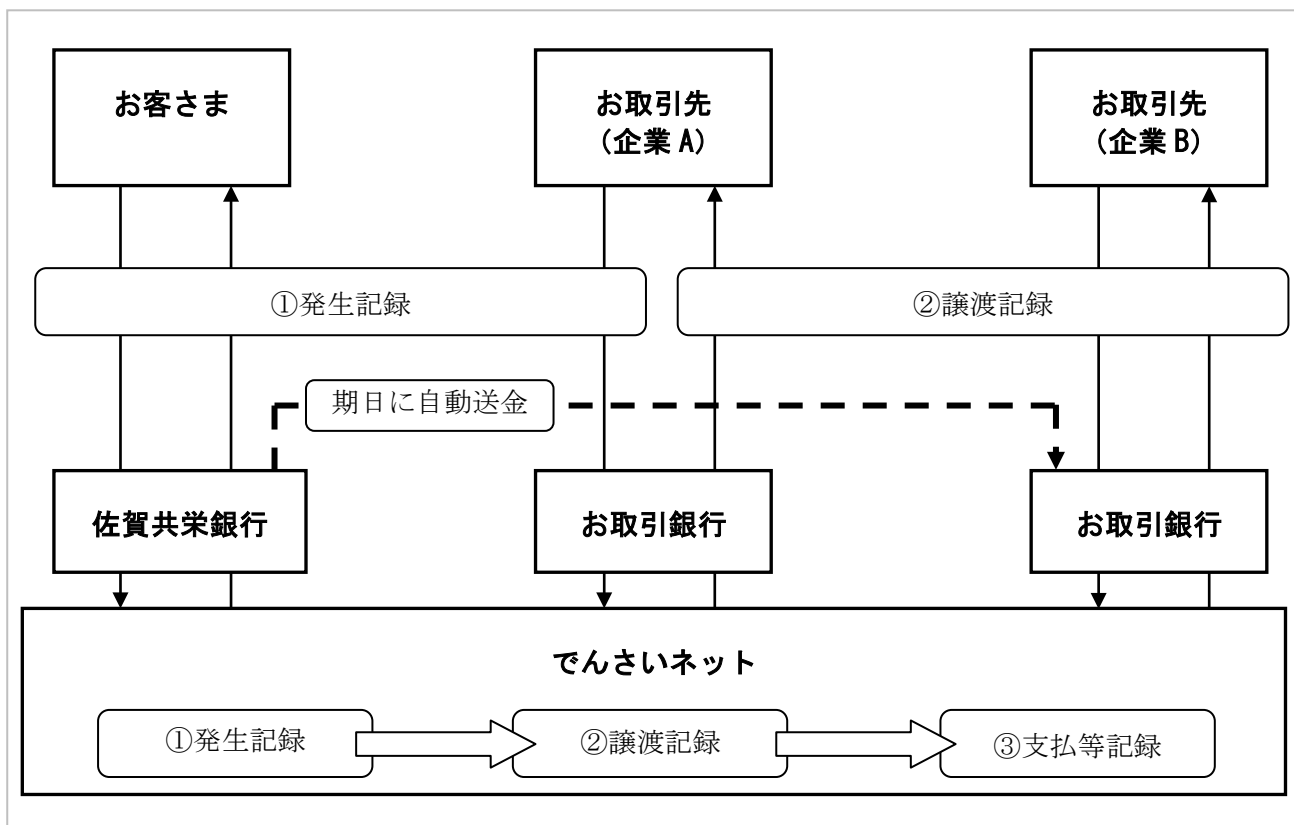 お客さま
お取引先
(企業 A)
お取引先
(企業 B)
①発生記録
②譲渡記録
期日に自動送金
佐賀共栄銀行
お取引銀行
お取引銀行
でんさいネット
①発生記録
②譲渡記録
③支払等記録